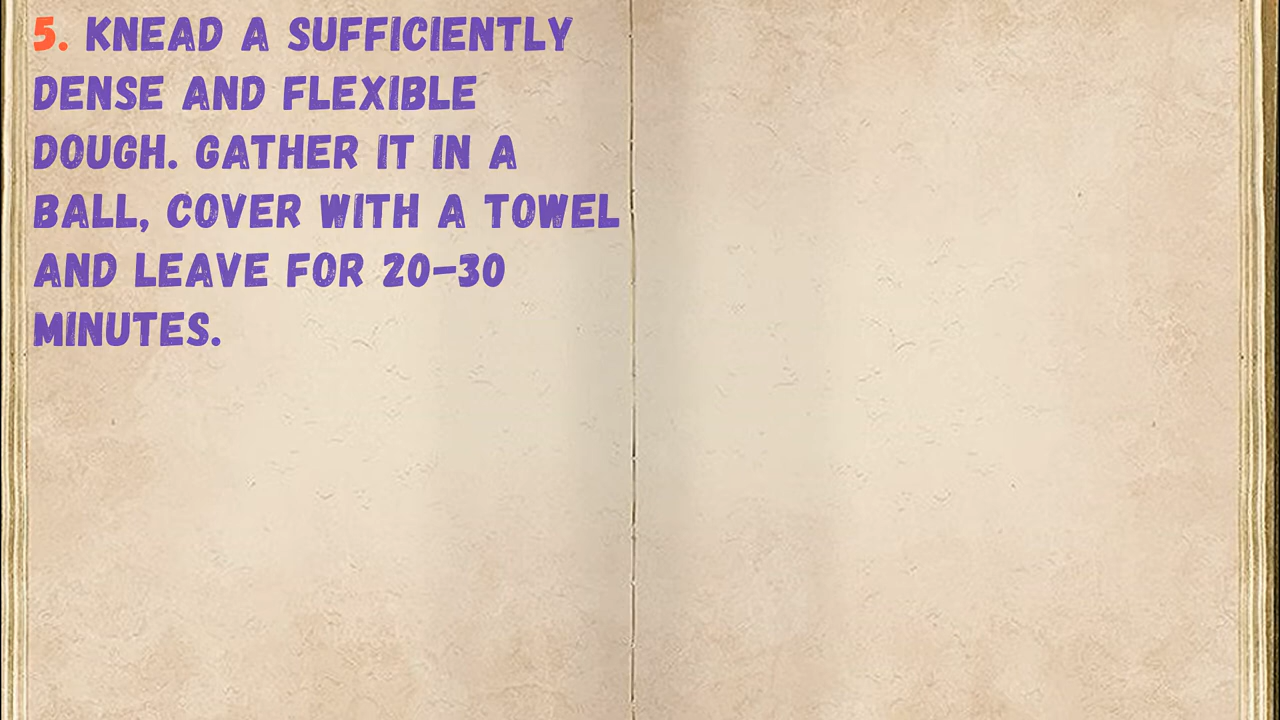 5. KNEAD A SUFFICIENTLY
DENSE AND FLEXIBLE
DOUGH. GATHER IT IN A
BALL, COVER WITH A TOWEL
AND LEAVE FOR 20–30
MINUTES.